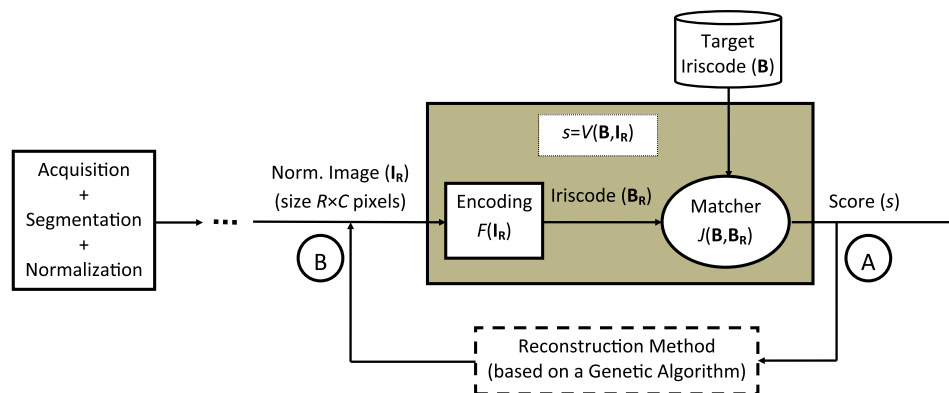 Target
Iriscode (B)
s=V(B,I_R)
Acquisition
+
Segmentation
+
Normalization
...
Norm. Image (I_R)
(size R×C pixels)
Encoding
F(I_R)
Iriscode (B_R)
Matcher
J(B,B_R)
Score (s)
B
A
Reconstruction Method
(based on a Genetic Algorithm)